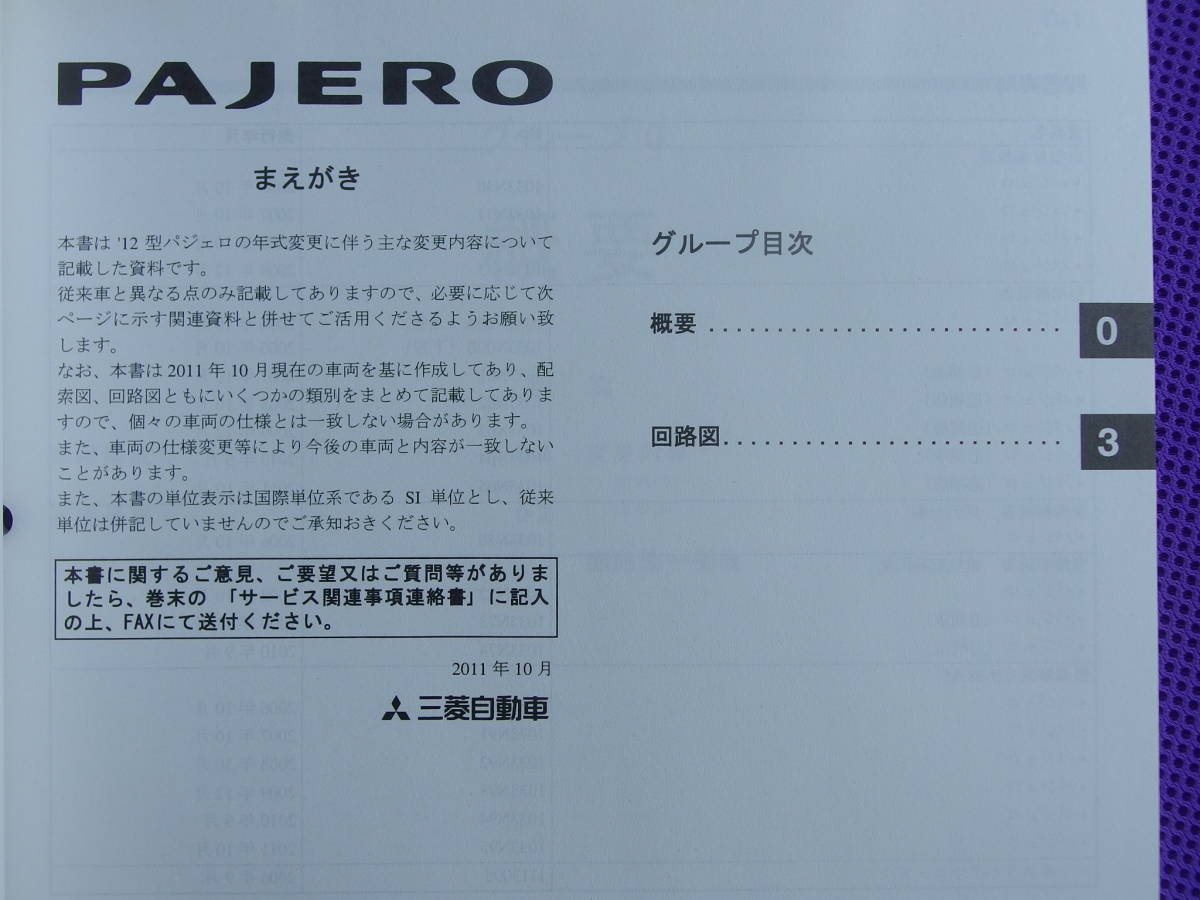 PAJERO
まえがき
本書は '12 型パジェロの年式変更に伴う主な変更内容について
記載した資料です。
従来車と異なる点のみ記載してありますので、必要に応じて次
ページに示す関連資料と併せてご活用くださるようお願い致
します。
なお、本書は 2011 年 10 月現在の車両を基に作成してあり、配
索図、回路図ともにいくつかの類別をまとめて記載してありま
すので、個々の車両の仕様とは一致しない場合があります。
また、車両の仕様変更等により今後の車両と内容が一致しない
ことがあります。
また、本書の単位表示は国際単位系である SI 単位とし、従来
単位は併記していませんのでご承知おきください。
本書に関するご意見、ご要望又はご質問等がありま
したら、巻末の 「サービス関連事項連絡書」に記入
の上、FAXにて送付ください。
2011 年 10 月
三菱自動車
グループ目次
概要 .......................... 0
回路図.......................... 3